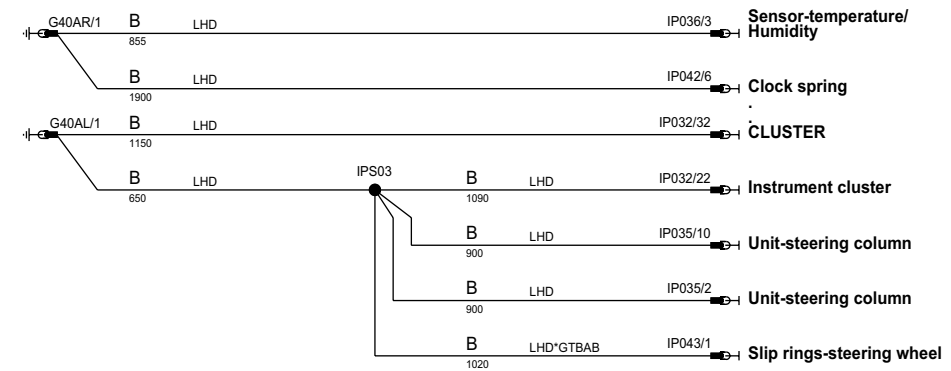 G40AR/1 B LHD IP036/3 Sensor-temperature/
855 Humidity
B LHD IP042/6 Clock spring
1900
.
.
G40AL/1 B LHD IP032/32 CLUSTER
1150
B LHD IPS03 B LHD IP032/22 Instrument cluster
650 1090
B LHD IP035/10 Unit-steering column
900
B LHD IP035/2 Unit-steering column
900
B LHD*GTBAB IP043/1 Slip rings-steering wheel
1020